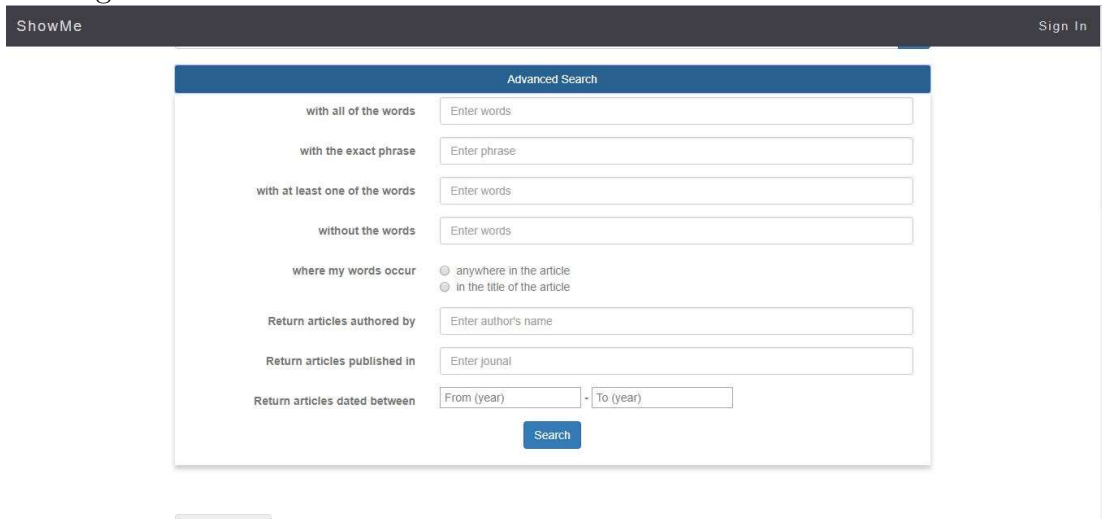 ShowMe Sign In
Advanced Search
with all of the words Enter words
with the exact phrase Enter phrase
with at least one of the words Enter words
without the words Enter words
where my words occur anywhere in the article
in the title of the article
Return articles authored by Enter author's name
Return articles published in Enter jounal
Return articles dated between From (year) - To (year)
Search